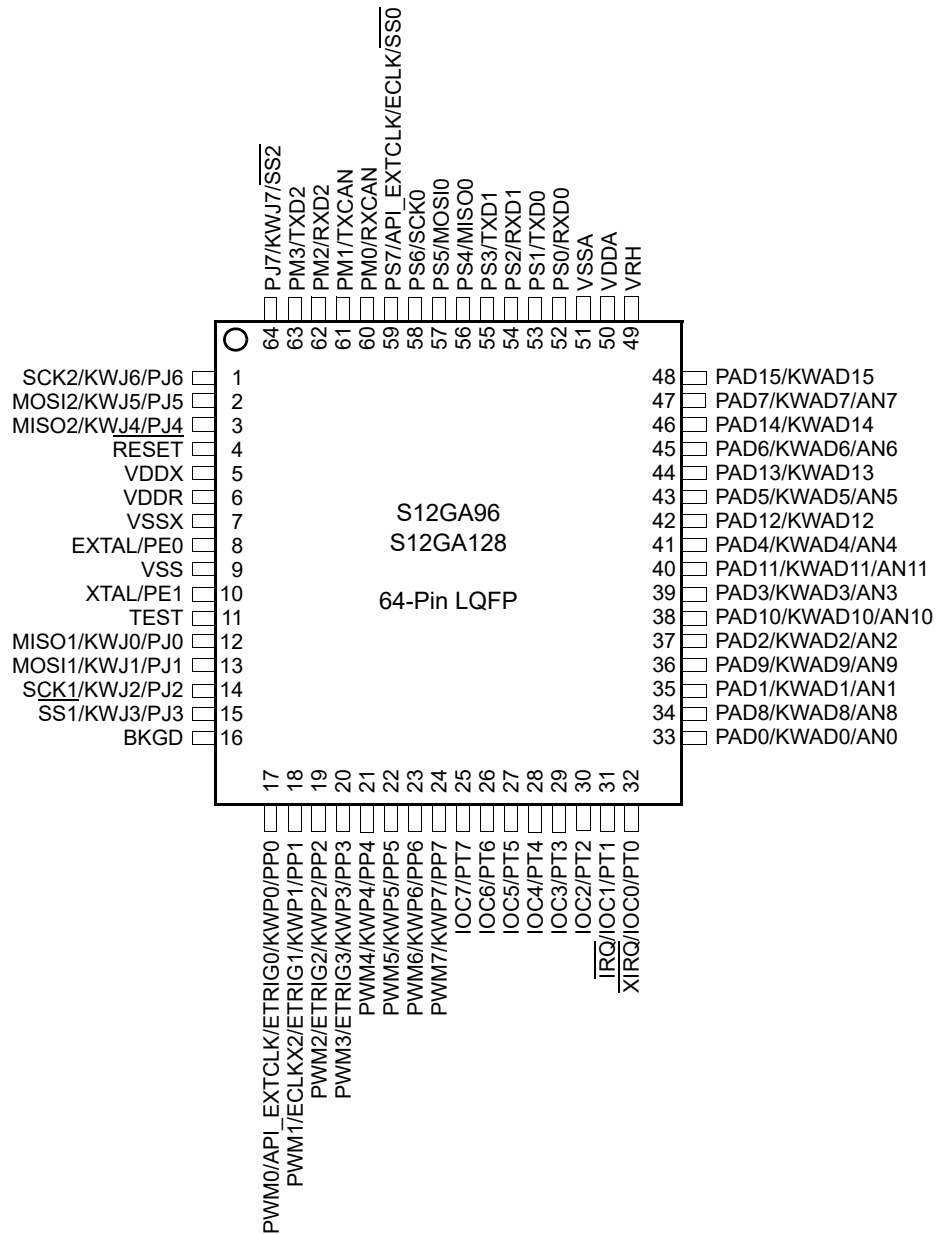 PJ7/KWJ7/SS2
PM3/TXD2
PM2/RXD2
PM1/TXCAN
PM0/RXCAN
PS7/API_EXTCLK/ECLK/SS0
PS6/SCK0
PS5/MOSI0
PS4/MISO0
PS3/TXD1
PS2/RXD1
PS1/TXD0
PS0/RXD0
VSSA
VDDA
VRH
64 63 62 61 60 59 58 57 56 55 54 53 52 51 50 49
SCK2/KWJ6/PJ6 1
MOSI2/KWJ5/PJ5 2
MISO2/KWJ4/PJ4 3
RESET 4
VDDX 5
VDDR 6
VSSX 7
EXTAL/PE0 8
VSS 9
XTAL/PE1 10
TEST 11
MISO1/KWJ0/PJ0 12
MOSI1/KWJ1/PJ1 13
SCK1/KWJ2/PJ2 14
SS1/KWJ3/PJ3 15
BKGD 16
S12GA96
S12GA128
64-Pin LQFP
48 PAD15/KWAD15
47 PAD7/KWAD7/AN7
46 PAD14/KWAD14
45 PAD6/KWAD6/AN6
44 PAD13/KWAD13
43 PAD5/KWAD5/AN5
42 PAD12/KWAD12
41 PAD4/KWAD4/AN4
40 PAD11/KWAD11/AN11
39 PAD3/KWAD3/AN3
38 PAD10/KWAD10/AN10
37 PAD2/KWAD2/AN2
36 PAD9/KWAD9/AN9
35 PAD1/KWAD1/AN1
34 PAD8/KWAD8/AN8
33 PAD0/KWAD0/AN0
17 18 19 20 21 22 23 24 25 26 27 28 29 30 31 32
PWM0/API_EXTCLK/ETRIG0/KWP0/PP0
PWM1/ECLKX2/ETRIG1/KWP1/PP1
PWM2/ETRIG2/KWP2/PP2
PWM3/ETRIG3/KWP3/PP3
PWM4/KWP4/PP4
PWM5/KWP5/PP5
PWM6/KWP6/PP6
PWM7/KWP7/PP7
IOC7/PT7
IOC6/PT6
IOC5/PT5
IOC4/PT4
IOC3/PT3
IOC2/PT2
IRQ/IOC1/PT1
XIRQ/IOC0/PT0